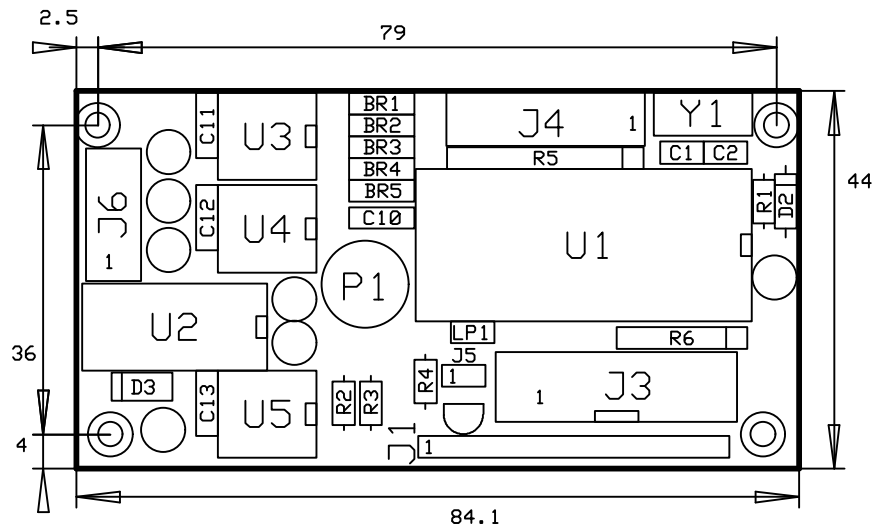 2.5
79
BR1
C11
U3
BR2
J4
1
Y1
BR3
R5
C1
C2
BR4
44
J6
BR5
R1
D2
C12
U4
C10
1
U1
P1
U2
LP1
R6
36
J5
D3
C13
R4
1
J3
R2
R3
1
U5
4
J1
1
84.1